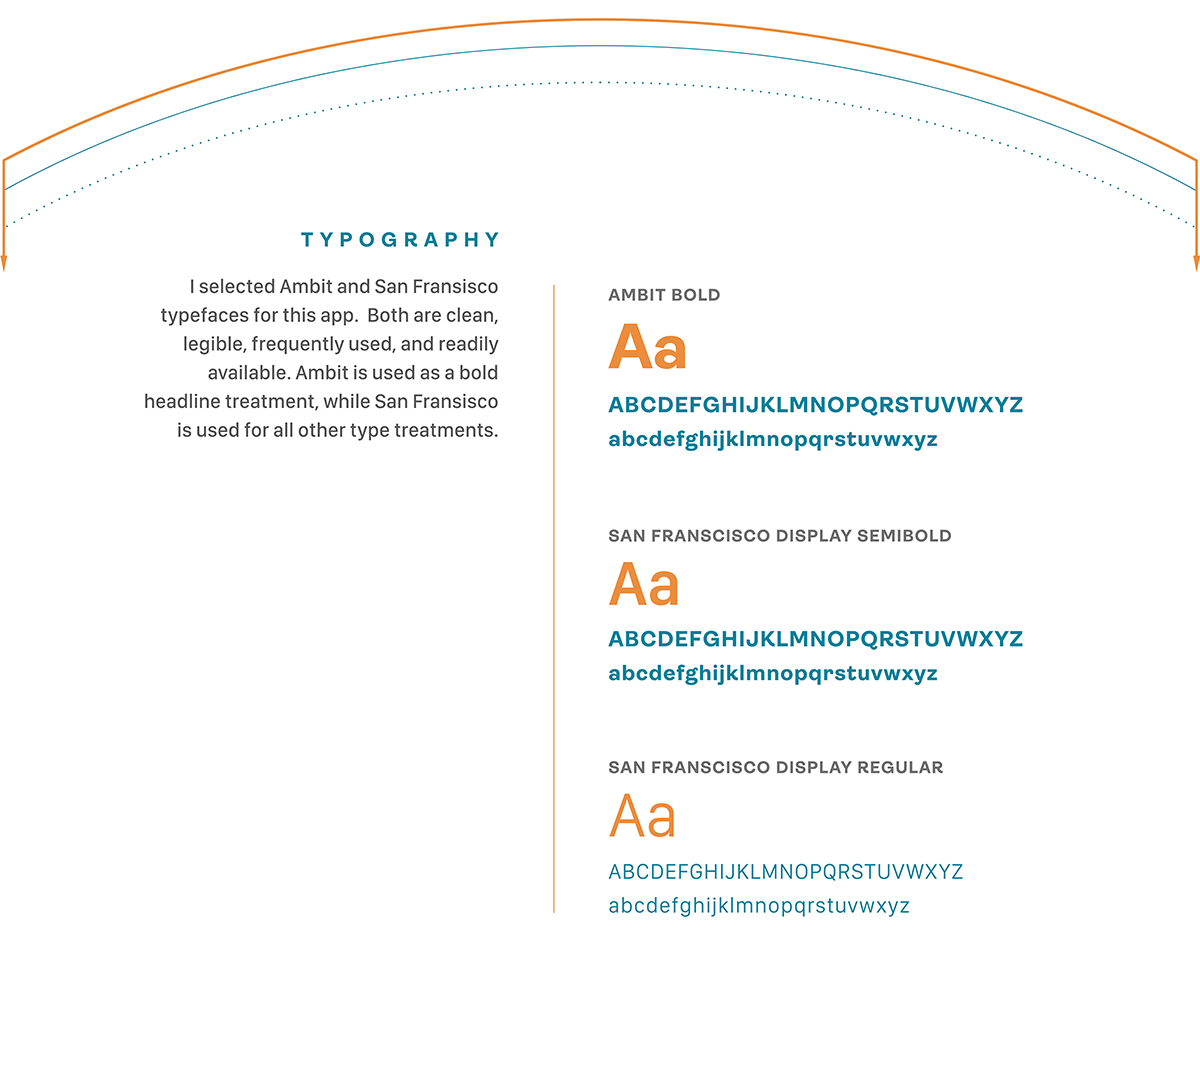 TYPOGRAPHY
I selected Ambit and San Fransisco
typefaces for this app.  Both are clean,
legible, frequently used, and readily
available. Ambit is used as a bold
headline treatment, while San Fransisco
is used for all other type treatments.
AMBIT BOLD
Aa
ABCDEFGHIJKLMNOPQRSTUVWXYZ
abcdefghijklmnopqrstuvwxyz
SAN FRANSCISCO DISPLAY SEMIBOLD
Aa
ABCDEFGHIJKLMNOPQRSTUVWXYZ
abcdefghijklmnopqrstuvwxyz
SAN FRANSCISCO DISPLAY REGULAR
Aa
ABCDEFGHIJKLMNOPQRSTUVWXYZ
abcdefghijklmnopqrstuvwxyz